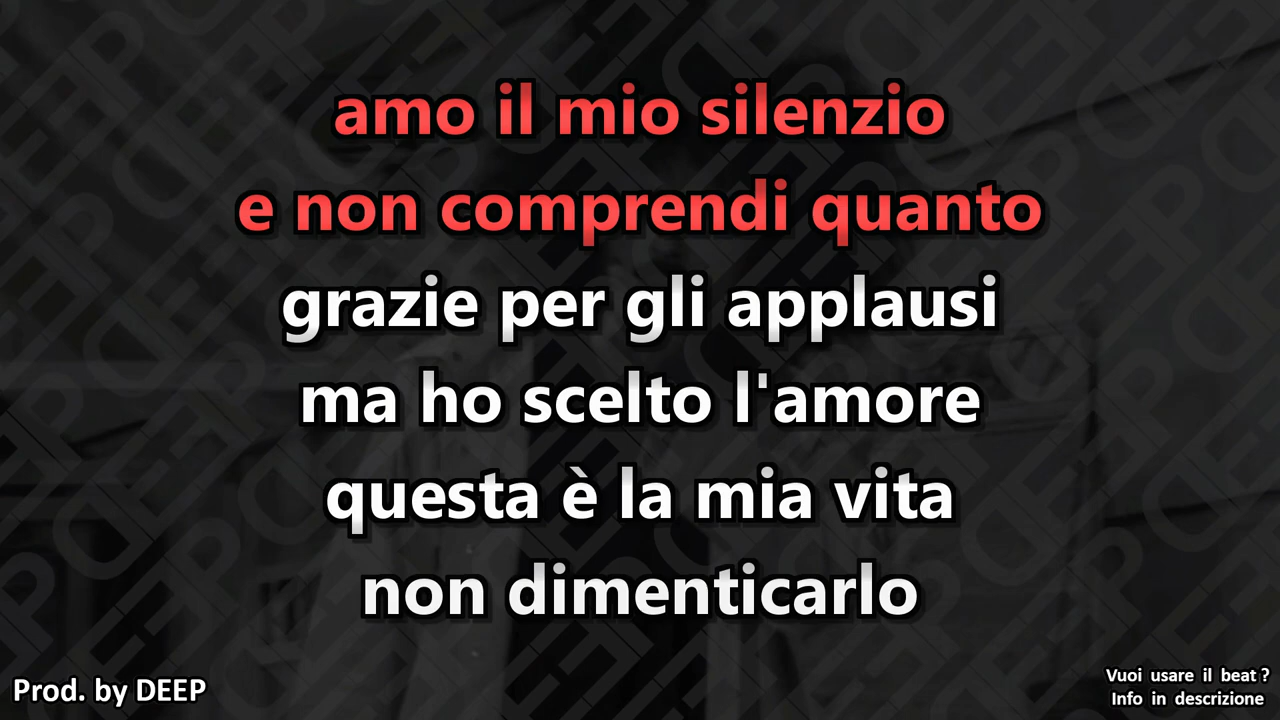 amo il mio silenzio
e non comprendi quanto
grazie per gli applausi
ma ho scelto l'amore
questa è la mia vita
non dimenticarlo
Prod. by DEEP
Vuoi usare il beat ?
Info in descrizione